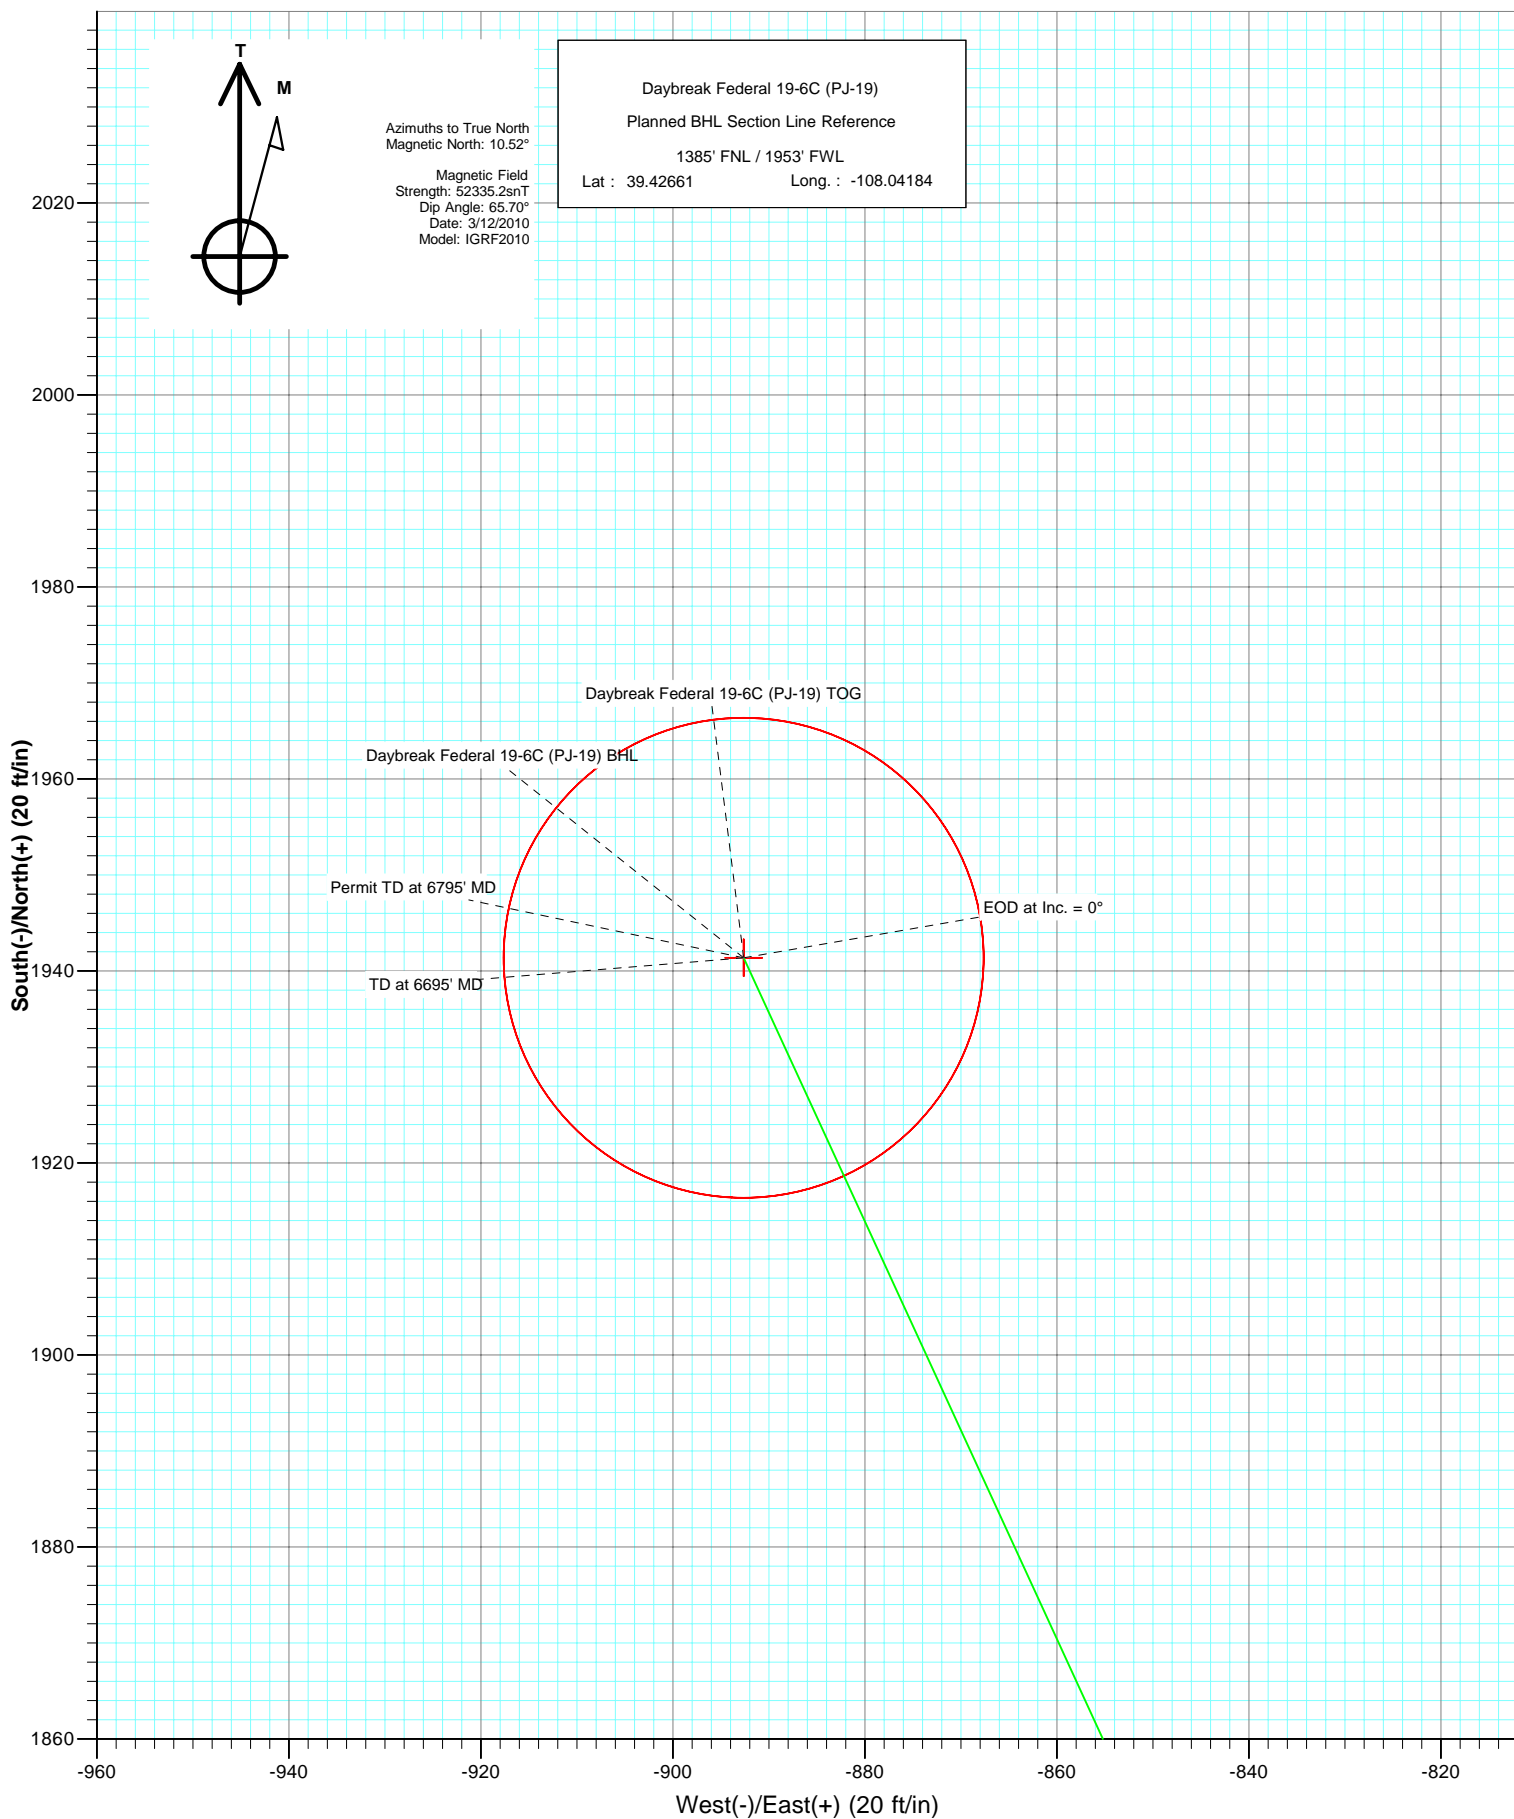 T
M
Azimuths to True North
Magnetic North: 10.52°
Magnetic Field
Strength: 52335.2snT
Dip Angle: 65.70°
Date: 3/12/2010
Model: IGRF2010
Daybreak Federal 19-6C (PJ-19)
Planned BHL Section Line Reference
1385' FNL / 1953' FWL
Lat : 39.42661 Long. : -108.04184
2020
2000
1980
1960
1940
1920
1900
1880
1860
South(-)/North(+) (20 ft/in)
Daybreak Federal 19-6C (PJ-19) TOG
Daybreak Federal 19-6C (PJ-19) BHL
Permit TD at 6795' MD
EOD at Inc. = 0°
TD at 6695' MD
-960 -940 -920 -900 -880 -860 -840 -820
West(-)/East(+) (20 ft/in)